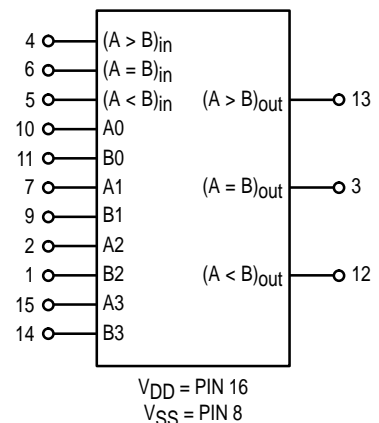 4 (A > B)in
6 (A = B)in
5 (A < B)in (A > B)out 13
10 A0
11 B0
7 A1 (A = B)out 3
9 B1
2 A2
1 B2 (A < B)out 12
15 A3
14 B3
VDD = PIN 16
VSS = PIN 8